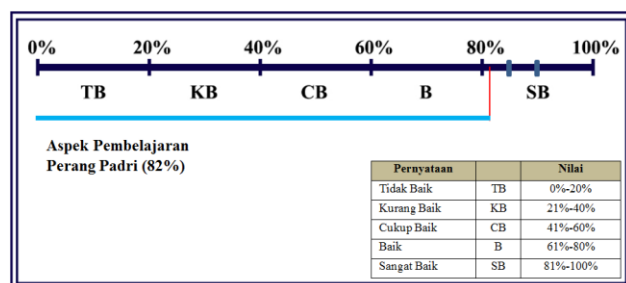 0% 20% 40% 60% 80% 100%
TB KB CB B SB
Aspek Pembelajaran
Perang Padri (82%)
Pernyataan Nilai
Tidak Baik TB 0%-20%
Kurang Baik KB 21%-40%
Cukup Baik CB 41%-60%
Baik B 61%-80%
Sangat Baik SB 81%-100%